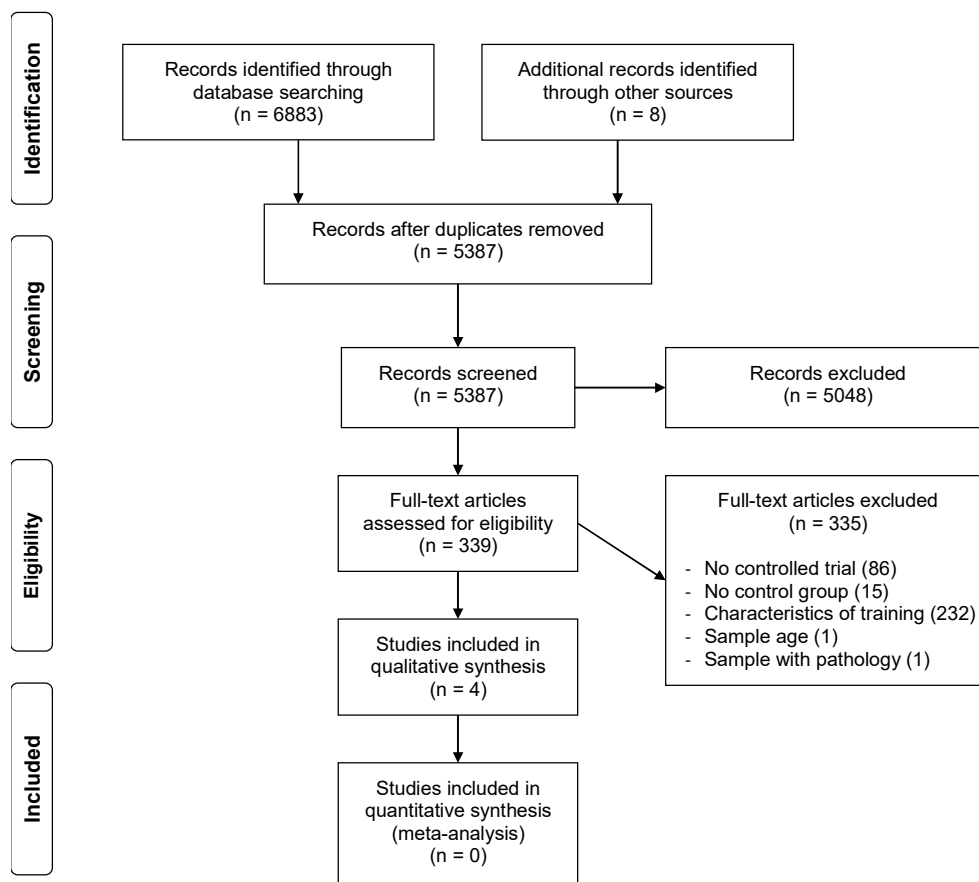 Identification
Records identified through
database searching
(n = 6883)
Additional records identified
through other sources
(n = 8)
Records after duplicates removed
(n = 5387)
Screening
Records screened
(n = 5387)
Records excluded
(n = 5048)
Eligibility
Full-text articles
assessed for eligibility
(n = 339)
Full-text articles excluded
(n = 335)
- No controlled trial (86)
- No control group (15)
- Characteristics of training (232)
- Sample age (1)
- Sample with pathology (1)
Studies included in
qualitative synthesis
(n = 4)
Included
Studies included in
quantitative synthesis
(meta-analysis)
(n = 0)